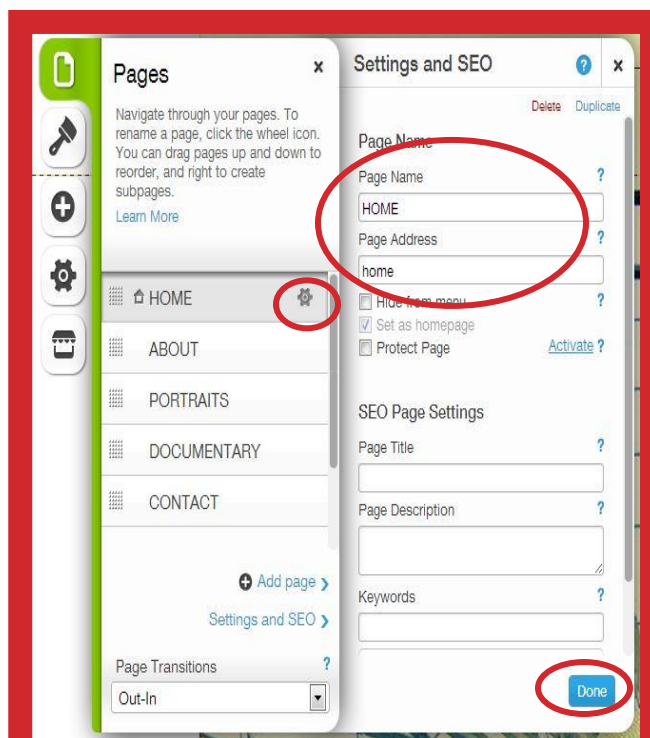 Pages
x
Navigate through your pages. To
rename a page, click the wheel icon.
You can drag pages up and down to
reorder, and right to create
subpages.
Learn More
HOME
ABOUT
PORTRAITS
DOCUMENTARY
CONTACT
Add page >
Settings and SEO >
Page Transitions ?
Out-In
Settings and SEO ? x
Delete Duplicate
Page Name
Page Name ?
HOME
Page Address ?
home
Hide from menu ?
Set as homepage
Protect Page Activate ?
SEO Page Settings
Page Title ?
Page Description ?
Keywords ?
Done